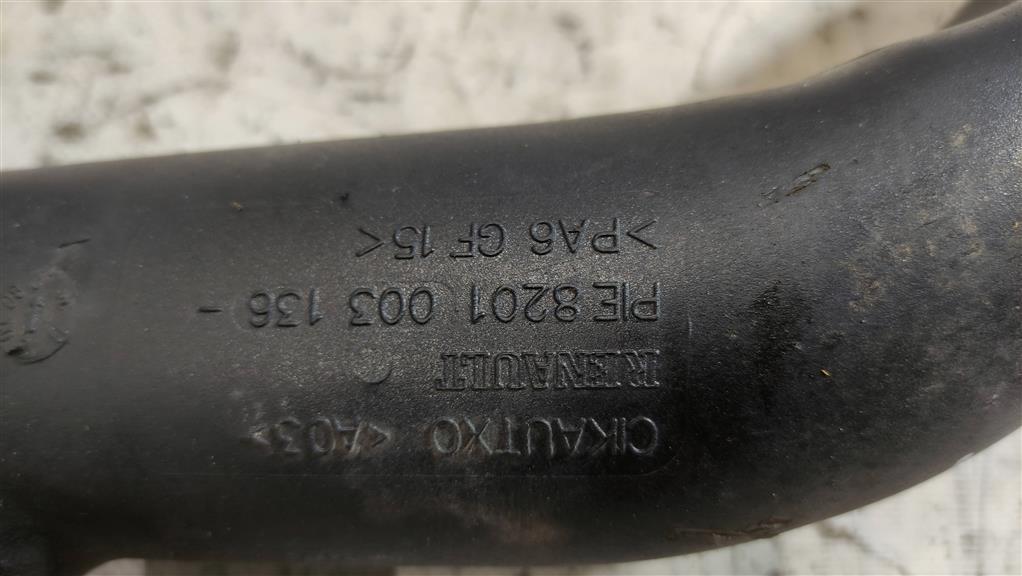 CIKAUTXO <A03>
RENAULT
PIE 8201 003 136 -
>PA6 GF 15<